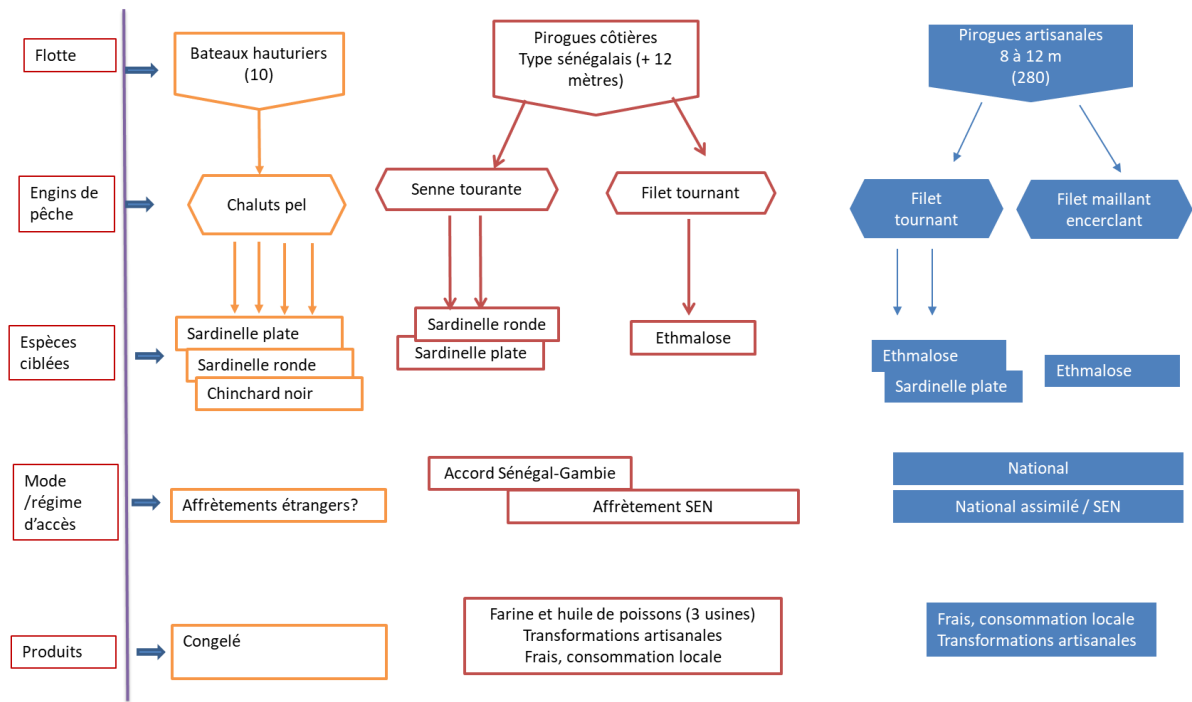 Flotte
Bateaux hauturiers
(10)
Pirogues côtières
Type sénégalais (+ 12
mètres)
Pirogues artisanales
8 à 12 m
(280)
Engins de
pêche
Chaluts pel
Senne tourante
Filet tournant
Filet
tournant
Filet maillant
encerclant
Espèces
ciblées
Sardinelle plate
Sardinelle ronde
Chinchard noir
Sardinelle ronde
Sardinelle plate
Ethmalose
Ethmalose
Sardinelle plate
Ethmalose
Mode
/régime
d’accès
Affrètements étrangers?
Accord Sénégal-Gambie
Affrètement SEN
National
National assimilé / SEN
Produits
Congelé
Farine et huile de poissons (3 usines)
Transformations artisanales
Frais, consommation locale
Frais, consommation locale
Transformations artisanales